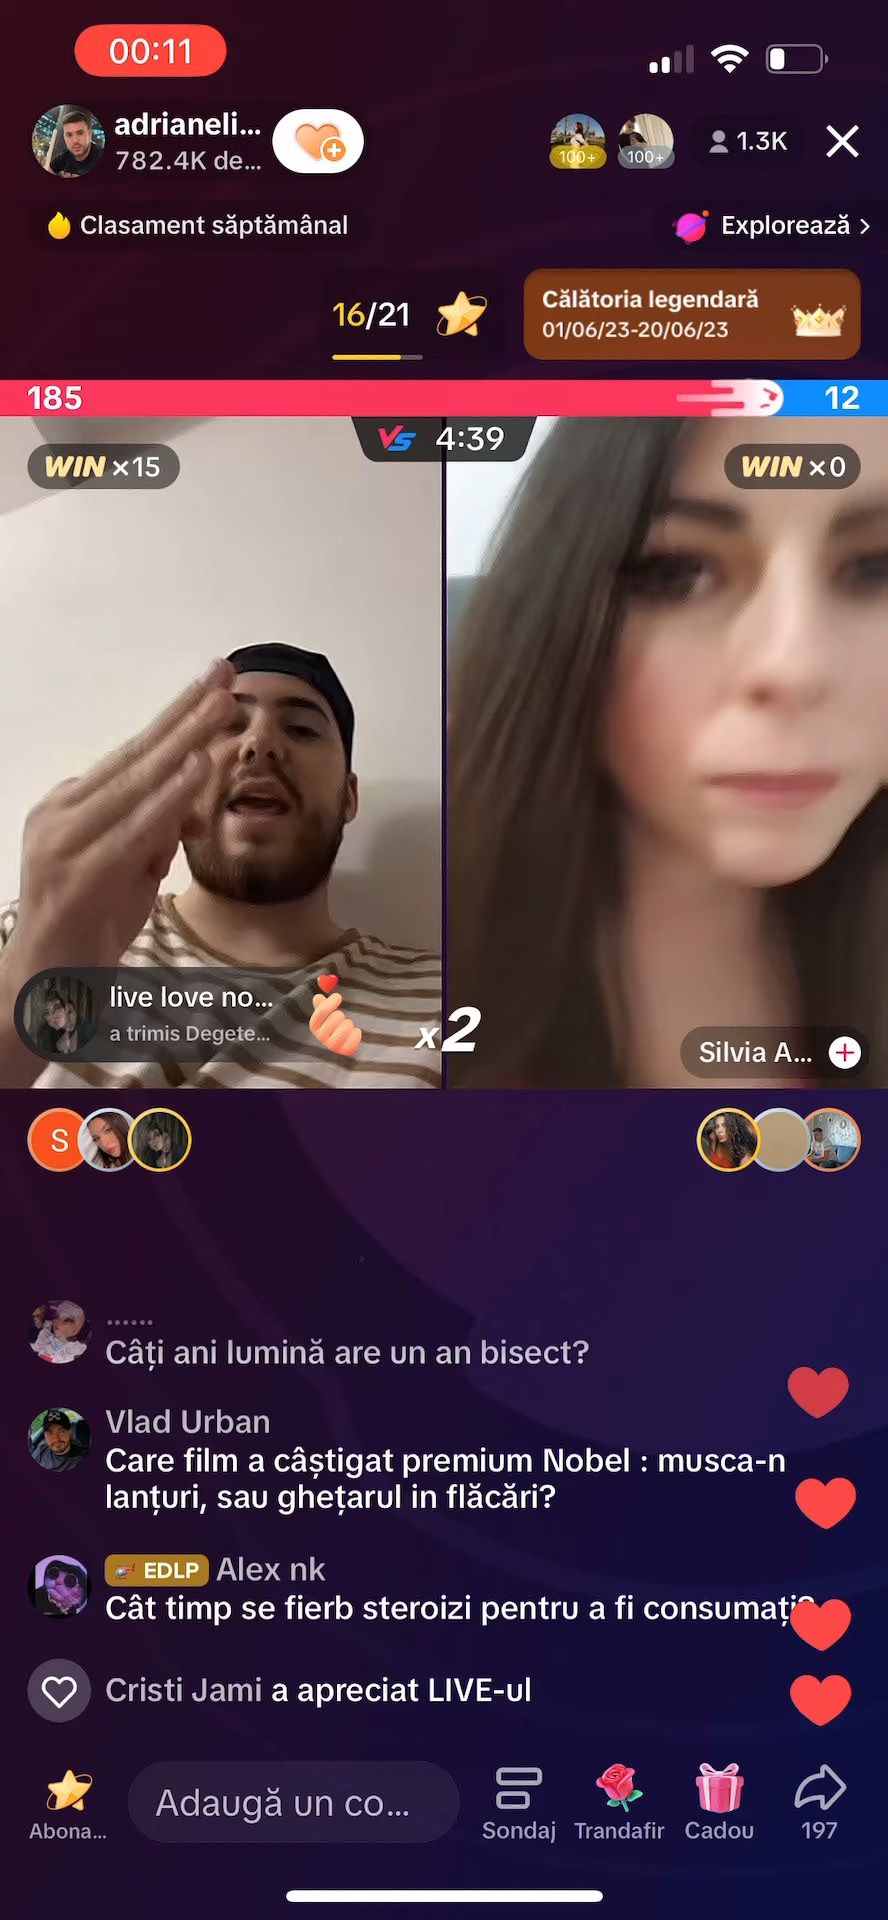 00:11
adrianeli...
782.4K de...
100+
100+
1.3K
Clasament săptămânal
Explorează >
16/21
Călătoria legendară
01/06/23-20/06/23
185
12
VS 4:39
WIN ×15
WIN ×0
live love no...
a trimis Degete...
x2
Silvia A...
S
......
Câți ani lumină are un an bisect?
Vlad Urban
Care film a câștigat premium Nobel : musca-n
lanțuri, sau ghețarul in flăcări?
EDLP Alex nk
Cât timp se fierb steroizi pentru a fi consumați?
Cristi Jami a apreciat LIVE-ul
Adaugă un co...
Abona...
Sondaj
Trandafir
Cadou
197